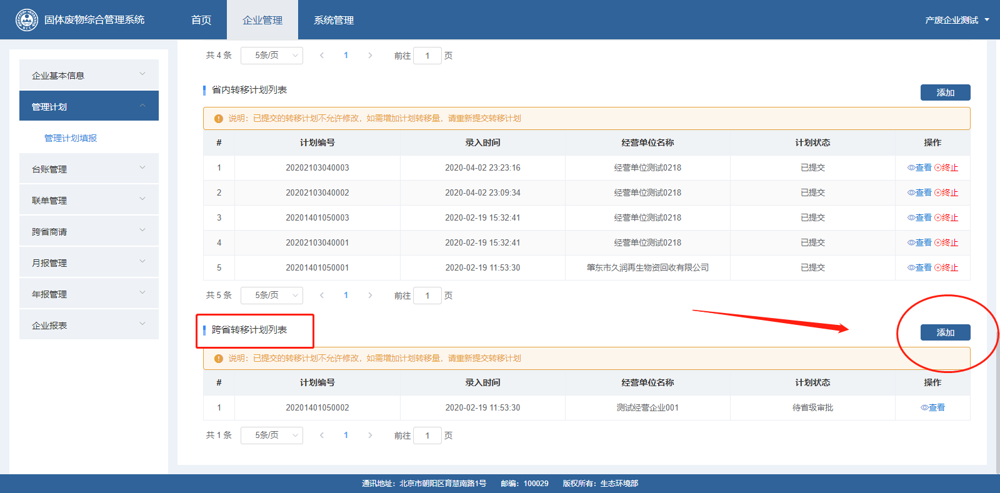 固体废物综合管理系统
首页
企业管理
系统管理
产废企业测试
企业基本信息
管理计划
管理计划填报
台账管理
联单管理
跨省商请
月报管理
年报管理
企业报表
共 4 条 5条/页 1 前往 1 页
省内转移计划列表
添加
说明：已提交的转移计划不允许修改，如需增加计划转移量，请重新提交转移计划
# 计划编号 录入时间 经营单位名称 计划状态 操作
1 20202103040003 2020-04-02 23:23:16 经营单位测试0218 已提交 查看 终止
2 20202103040002 2020-04-02 23:09:34 经营单位测试0218 已提交 查看 终止
3 20201401050003 2020-02-19 15:32:41 经营单位测试0218 已提交 查看 终止
4 20202103040001 2020-02-19 15:32:41 经营单位测试0218 已提交 查看 终止
5 20201401050001 2020-02-19 11:53:30 肇东市久润再生物资回收有限公司 已提交 查看 终止
共 5 条 5条/页 1 前往 1 页
跨省转移计划列表
添加
说明：已提交的转移计划不允许修改，如需增加计划转移量，请重新提交转移计划
# 计划编号 录入时间 经营单位名称 计划状态 操作
1 20201401050002 2020-02-19 11:53:30 测试经营企业001 待省级审批 查看
共 1 条 5条/页 1 前往 1 页
通讯地址：北京市朝阳区育慧南路1号 邮编：100029 版权所有：生态环境部